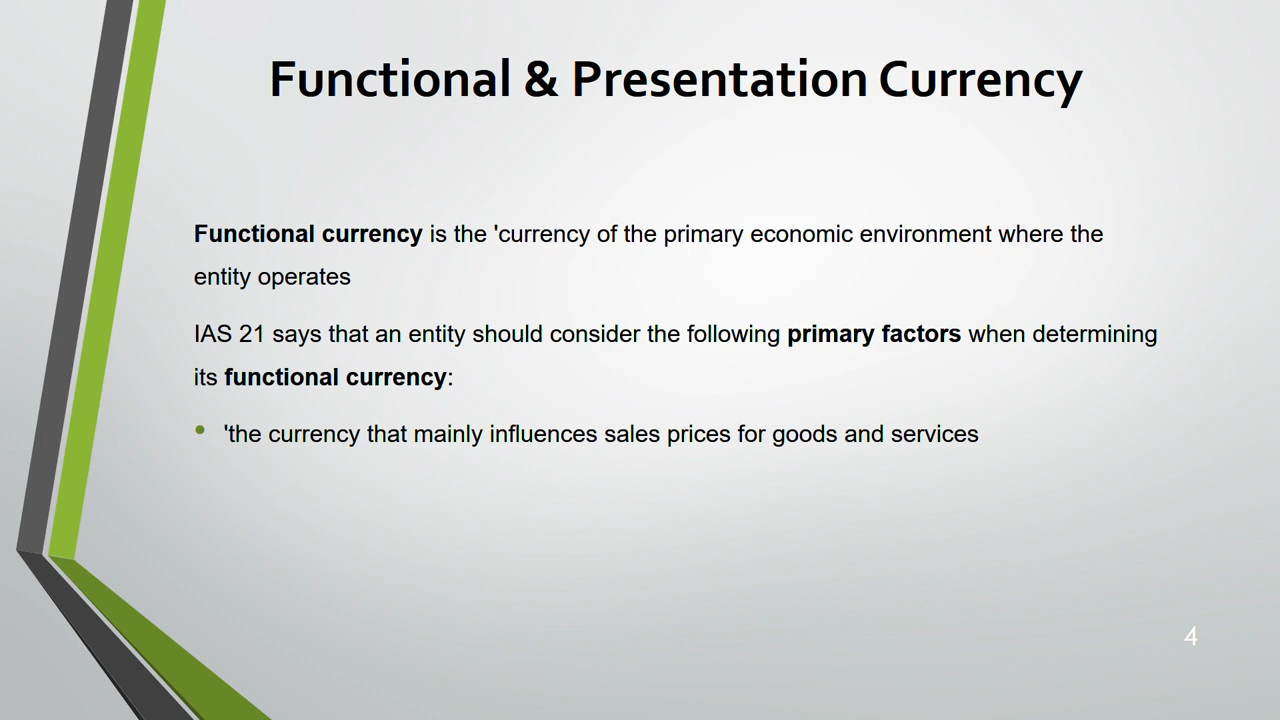 Functional & Presentation Currency
Functional currency is the 'currency of the primary economic environment where the
entity operates
IAS 21 says that an entity should consider the following primary factors when determining
its functional currency:
• 'the currency that mainly influences sales prices for goods and services
4